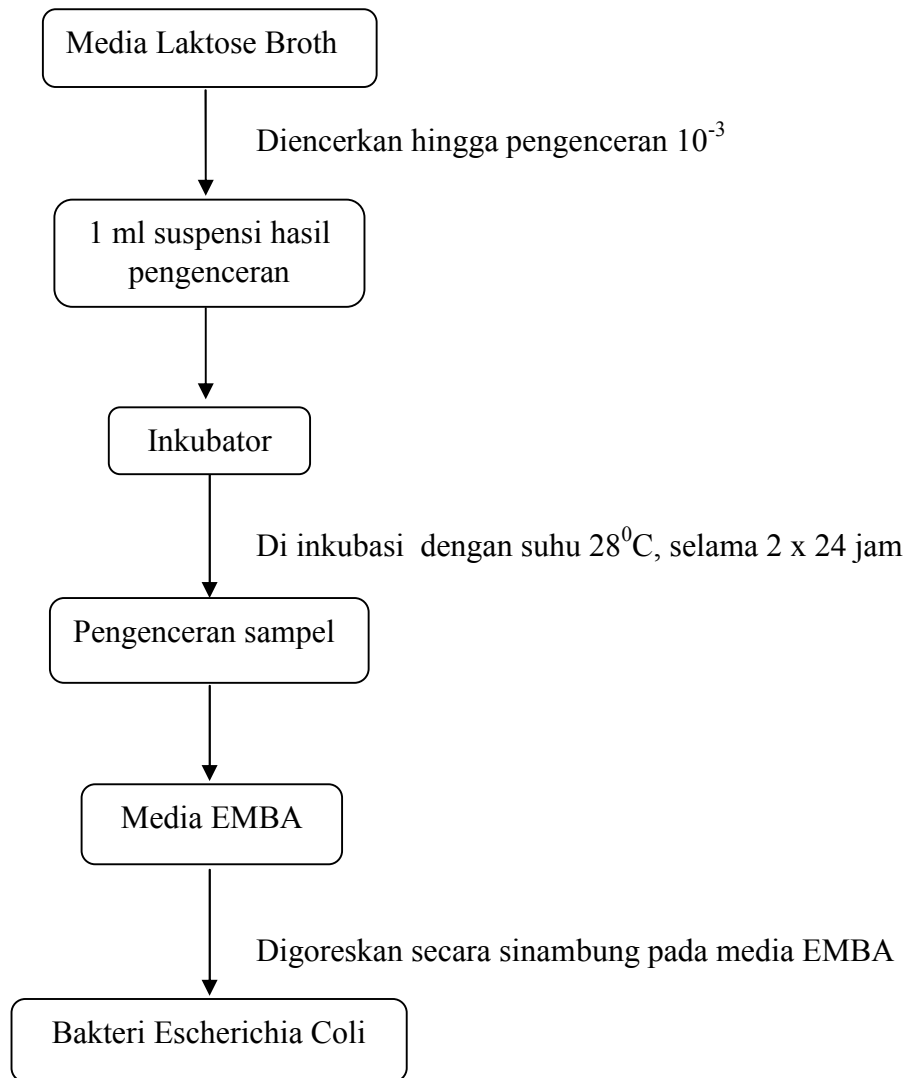 Media Laktose Broth
Diencerkan hingga pengenceran 10⁻³
1 ml suspensi hasil
pengenceran
Inkubator
Di inkubasi dengan suhu 28⁰C, selama 2 x 24 jam
Pengenceran sampel
Media EMBA
Digoreskan secara sinambung pada media EMBA
Bakteri Escherichia Coli